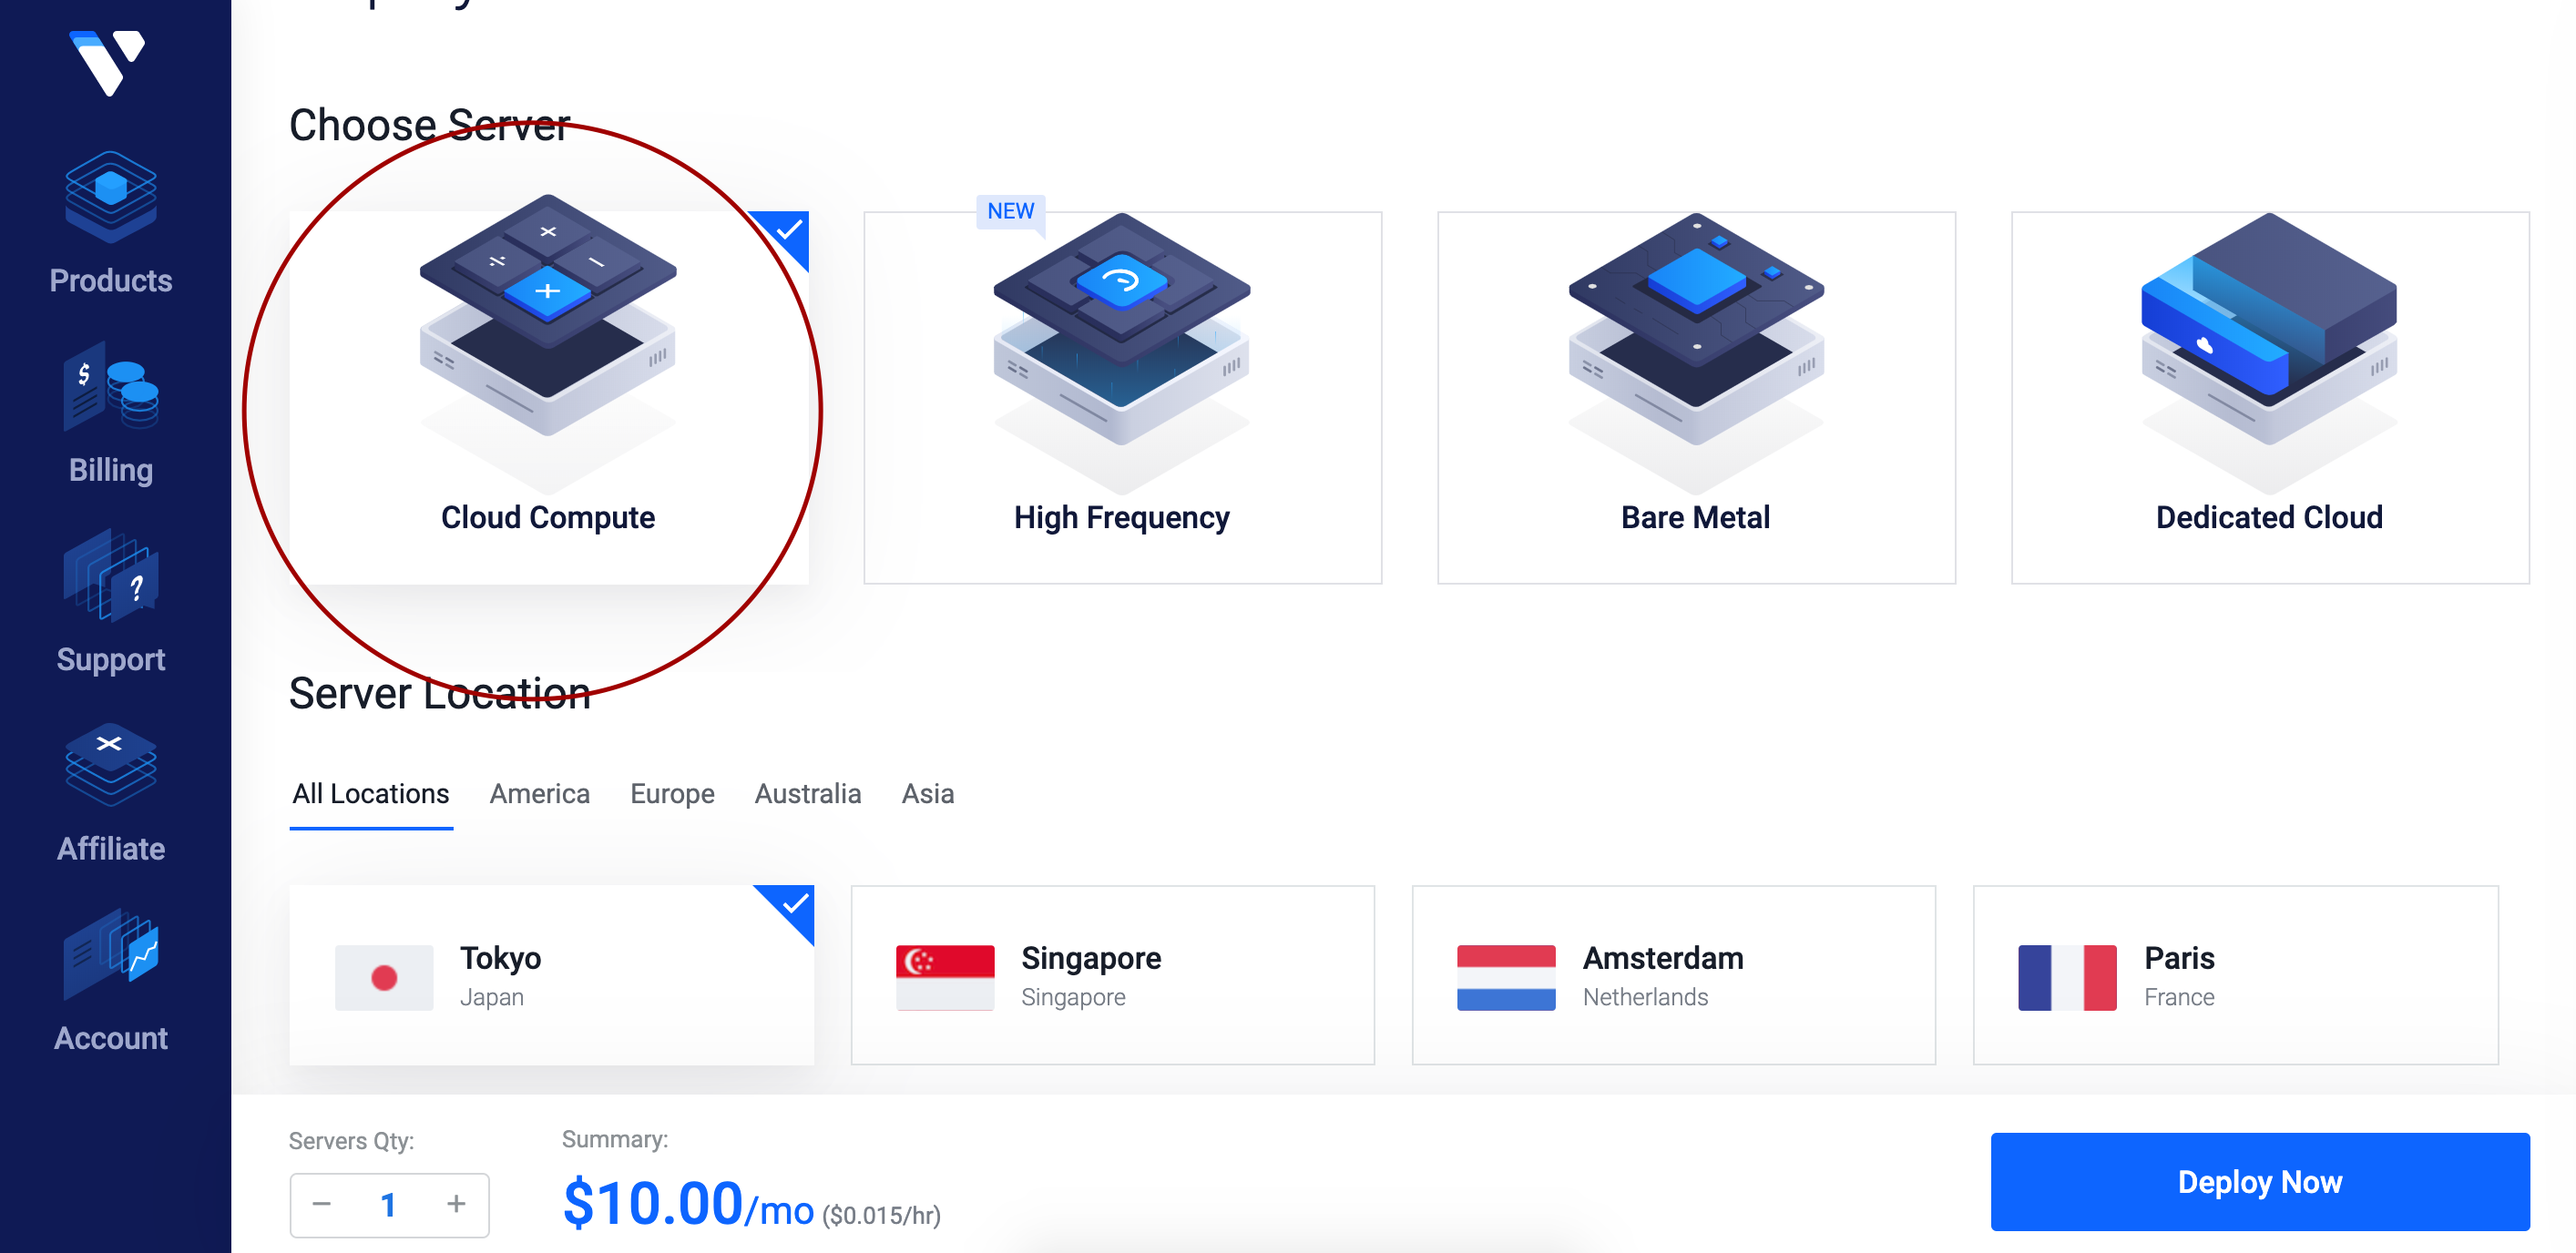 Choose Server
NEW
Cloud Compute
High Frequency
Bare Metal
Dedicated Cloud
Server Location
All Locations America Europe Australia Asia
Tokyo
Japan
Singapore
Singapore
Amsterdam
Netherlands
Paris
France
Servers Qty:
− 1 +
Summary:
$10.00/mo ($0.015/hr)
Deploy Now
Products
Billing
Support
Affiliate
Account